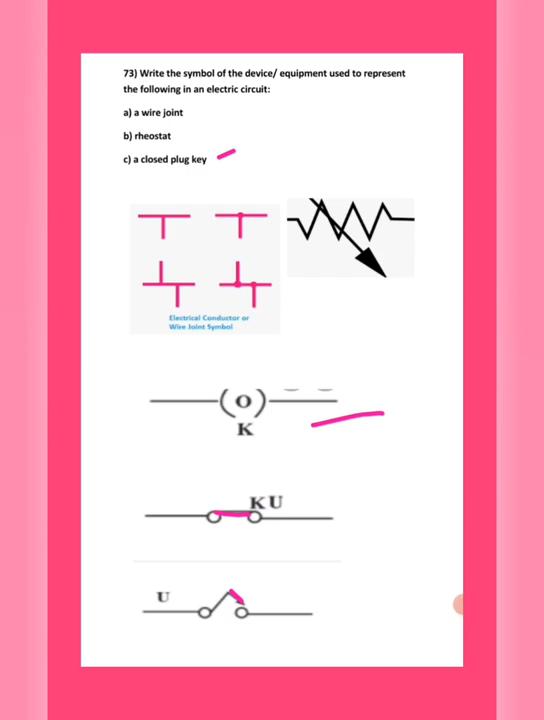 73) Write the symbol of the device/ equipment used to represent
the following in an electric circuit:
a) a wire joint
b) rheostat
c) a closed plug key
Electrical Conductor or
Wire Joint Symbol
(o)
K
KU
U